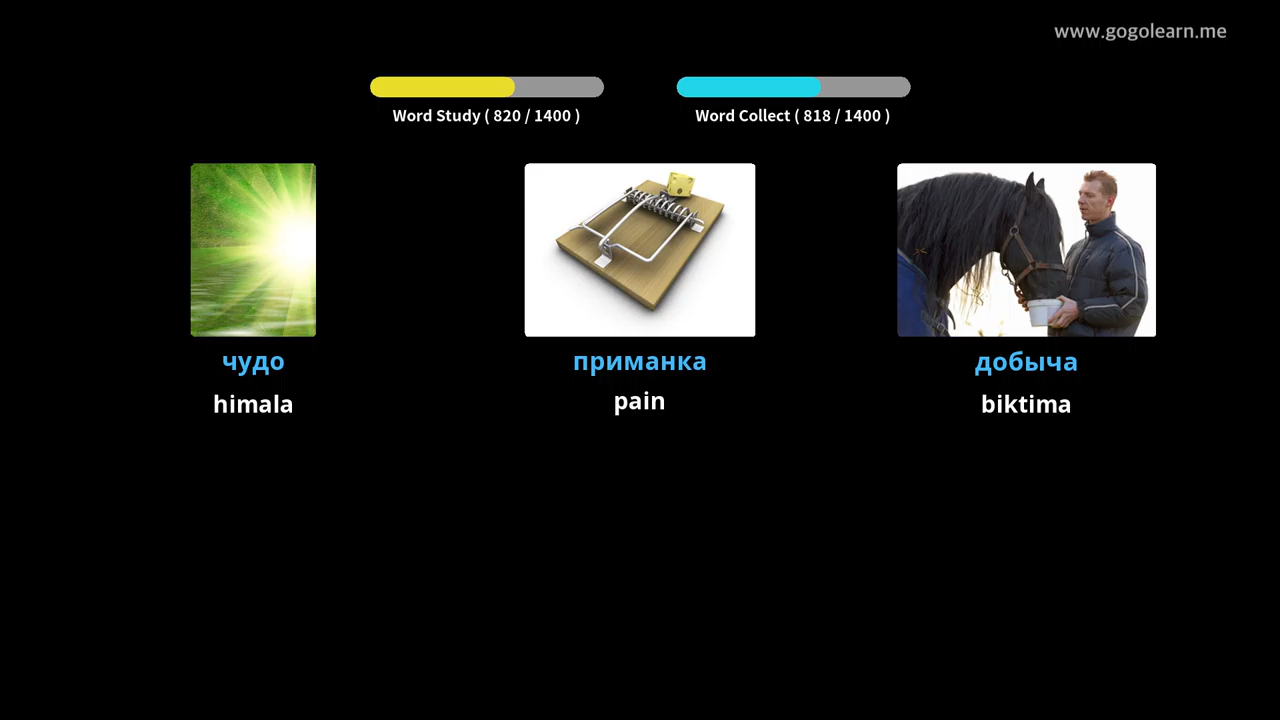 www.gogolearn.me
Word Study ( 820 / 1400 )
Word Collect ( 818 / 1400 )
чудо
приманка
добыча
himala
pain
biktima